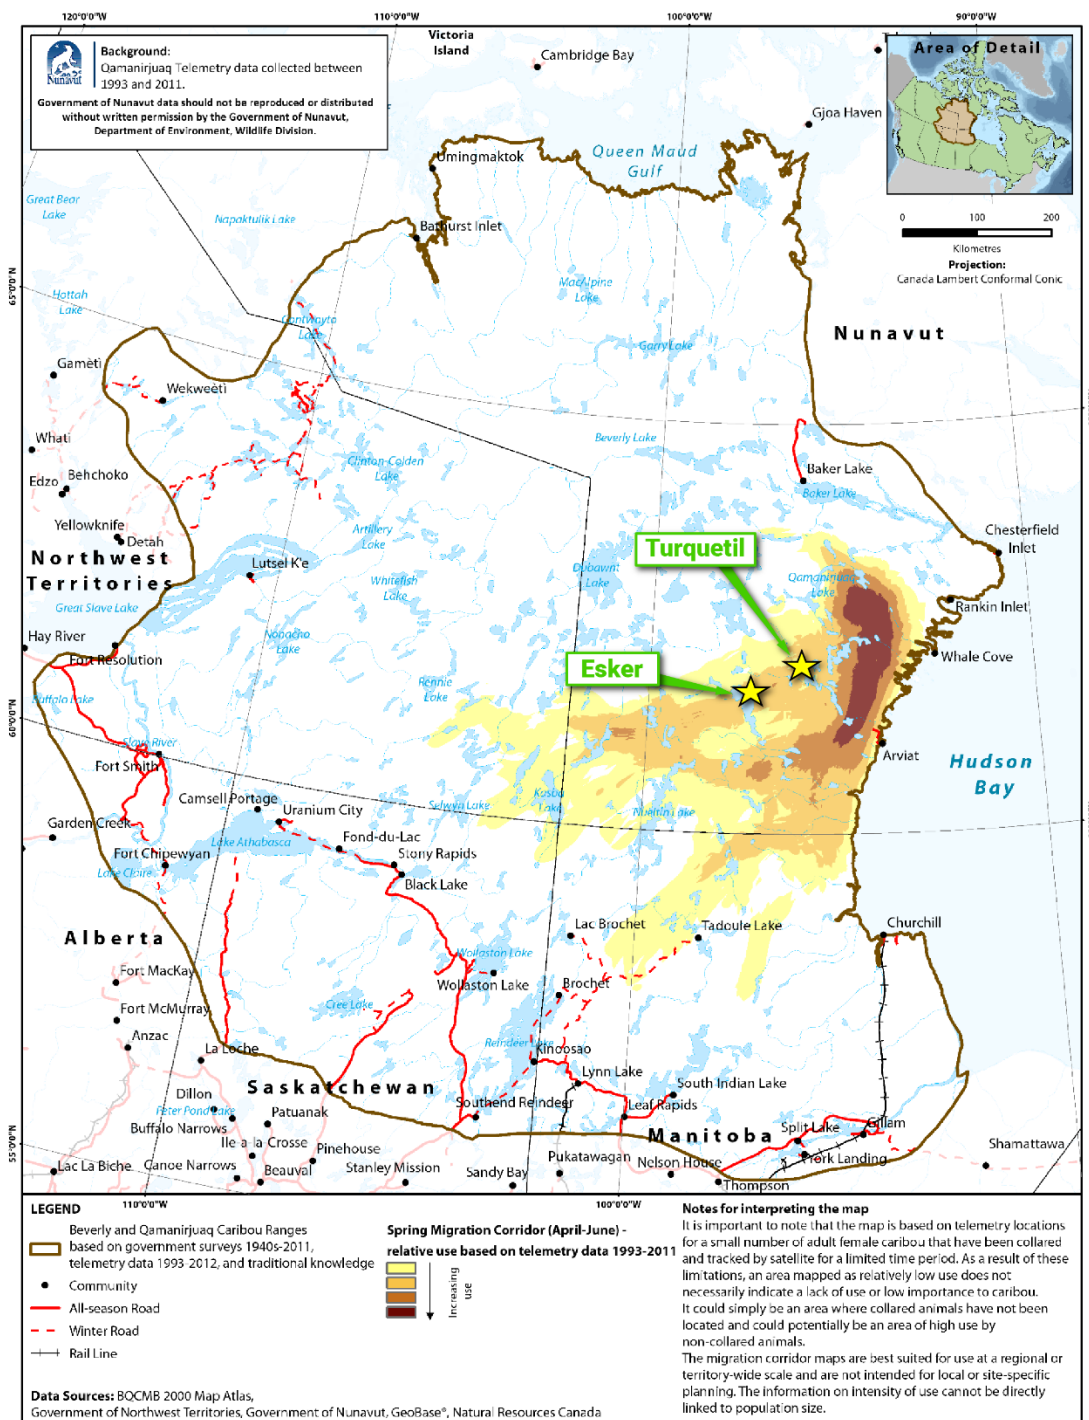 120°0'0"W
110°0'0"W
100°0'0"W
90°0'0"W
Nunavut
Background:
Qamanirjuaq Telemetry data collected between
1993 and 2011.
Government of Nunavut data should not be reproduced or distributed
without written permission by the Government of Nunavut,
Department of Environment, Wildlife Division.
Victoria
Island
Cambridge Bay
Gjoa Haven
Area of Detail
0 100 200
Kilometres
Projection:
Canada Lambert Conformal Conic
Umingmaktok
Queen Maud
Gulf
Great Bear
Lake
Napaktulik Lake
Bathurst Inlet
65°0'0"N
Hottah
Lake
MacAlpine
Lake
Contwoyto
Lake
Garry Lake
Nunavut
Gamètì
Wekweètì
Whatì
Beverly Lake
Clinton-Colden
Lake
Baker Lake
Baker Lake
Behchoko
Edzo
Yellowknife
Detah
Artillery
Lake
Chesterfield
Inlet
Turquetil
Northwest
Territories
Lutsel K'e
Whitefish
Lake
Dubawnt
Lake
Qamanirjuaq
Lake
Great Slave Lake
Rankin Inlet
Hay River
Nonacho
Lake
Fort Resolution
Whale Cove
Esker
Buffalo Lake
Rennie
Lake
60°0'0"N
Slave River
Fort Smith
Arviat
Hudson
Bay
Camsell Portage
Uranium City
Selwyn Lake
Kasba
Lake
Nueltin Lake
Garden Creek
Lake Athabasca
Fond-du-Lac
Fort Chipewyan
Lake Claire
Stony Rapids
Black Lake
Alberta
Lac Brochet
Tadoule Lake
Churchill
Wollaston Lake
Wollaston Lake
Fort MacKay
Brochet
Cree Lake
Fort McMurray
Anzac
Reindeer Lake
La Loche
Kinoosao
Saskatchewan
Lynn Lake
South Indian Lake
Dillon
Peter Pond Lake
Buffalo Narrows
Patuanak
Southend Reindeer
Leaf Rapids
Split Lake
Gillam
Manitoba
York Landing
Ile-a-la-Crosse
Pinehouse
Shamattawa
55°0'0"N
Lac La Biche
Canoe Narrows
Beauval
Stanley Mission
Sandy Bay
Pukatawagan
Nelson House
Thompson
110°0'0"W
100°0'0"W
LEGEND
Beverly and Qamanirjuaq Caribou Ranges
based on government surveys 1940s-2011,
telemetry data 1993-2012, and traditional knowledge
Community
All-season Road
Winter Road
Rail Line
Spring Migration Corridor (April-June) -
relative use based on telemetry data 1993-2011
Increasing
use
Notes for interpreting the map
It is important to note that the map is based on telemetry locations
for a small number of adult female caribou that have been collared
and tracked by satellite for a limited time period. As a result of these
limitations, an area mapped as relatively low use does not
necessarily indicate a lack of use or low importance to caribou.
It could simply be an area where collared animals have not been
located and could potentially be an area of high use by
non-collared animals.
The migration corridor maps are best suited for use at a regional or
territory-wide scale and are not intended for local or site-specific
planning. The information on intensity of use cannot be directly
linked to population size.
Data Sources: BQCMB 2000 Map Atlas,
Government of Northwest Territories, Government of Nunavut, GeoBase®, Natural Resources Canada